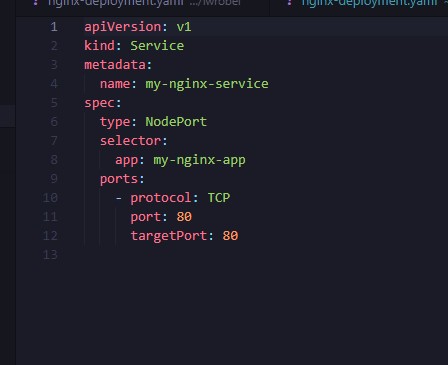 nginx-deployment.yaml .../wrobel nginx-deployment.yaml
1 apiVersion: v1
2 kind: Service
3 metadata:
4 name: my-nginx-service
5 spec:
6 type: NodePort
7 selector:
8 app: my-nginx-app
9 ports:
10 - protocol: TCP
11 port: 80
12 targetPort: 80
13